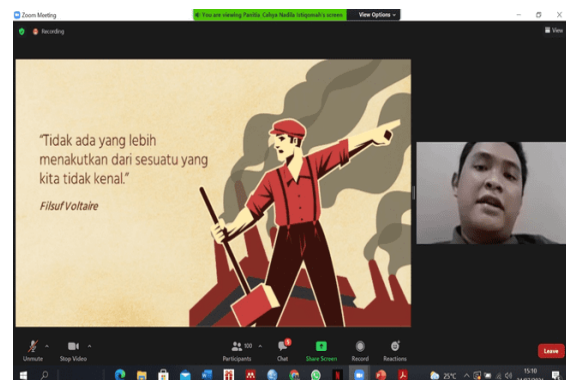 Zoom Meeting
You are viewing Panitia_Cahya Nadila Istiqomah's screen
View Options
Recording
View
"Tidak ada yang lebih
menakutkan dari sesuatu yang
kita tidak kenal."
Filsuf Voltaire
Unmute
Stop Video
100
Participants
Chat
Share Screen
Record
Reactions
Leave
25°C
15:10